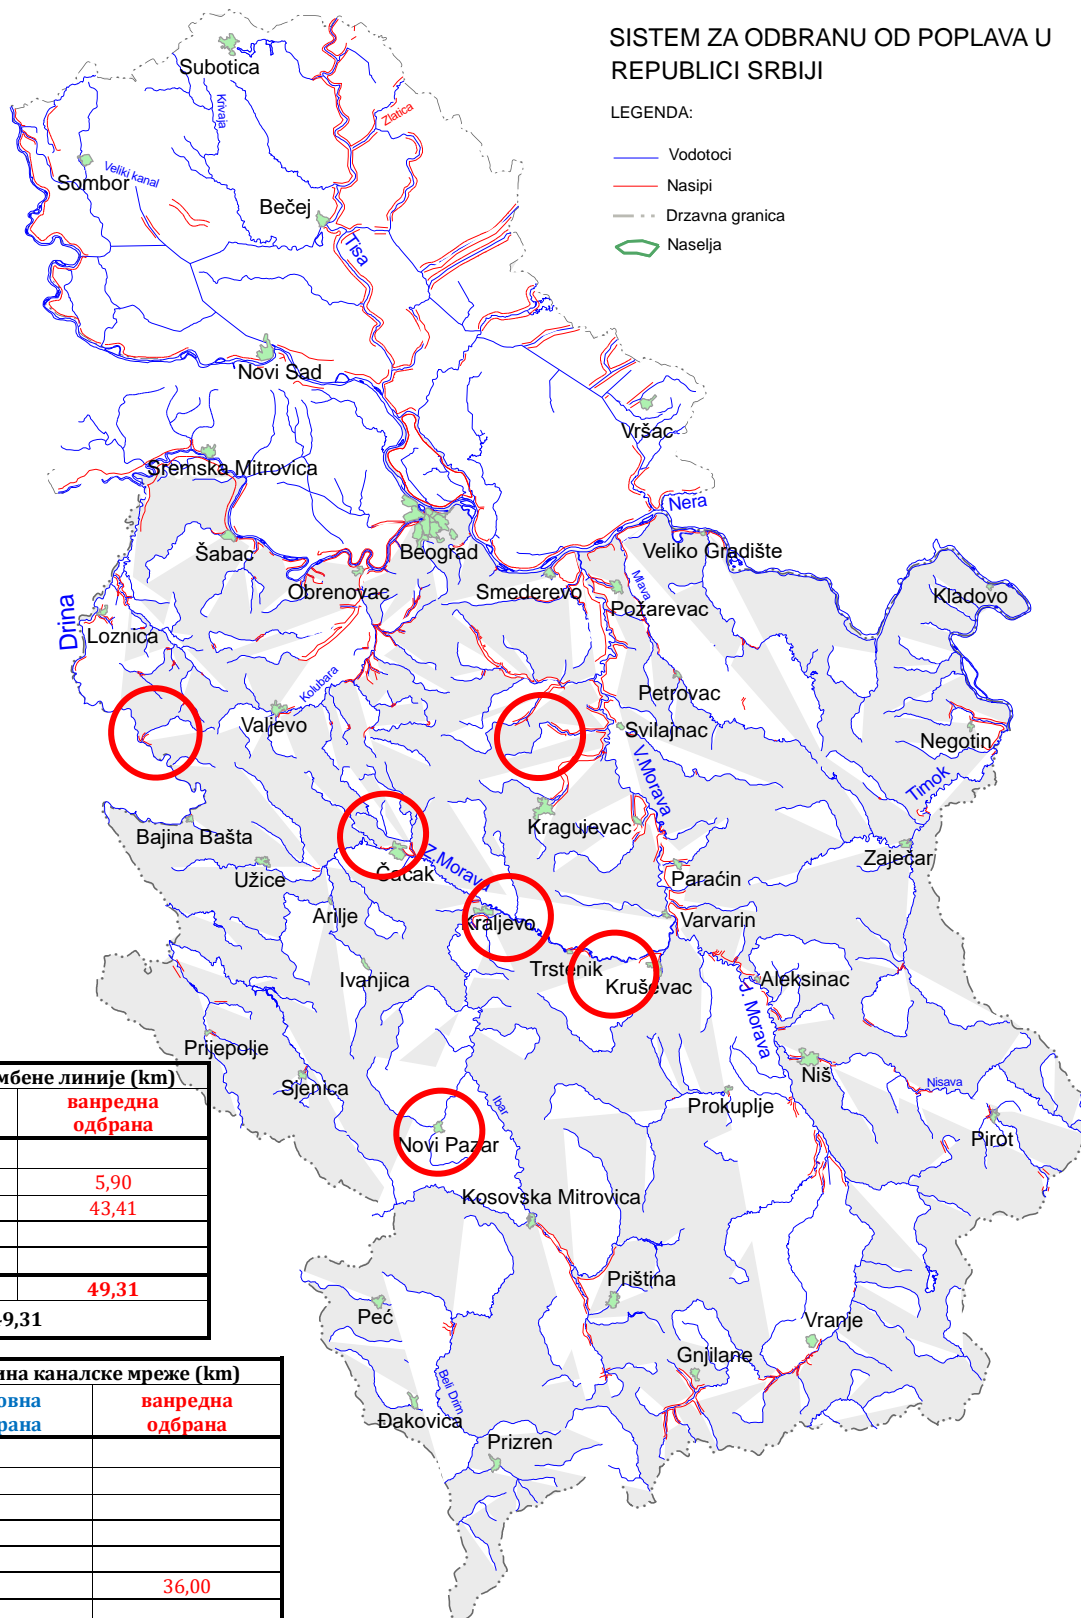 SISTEM ZA ODBRANU OD POPLAVA U
REPUBLICI SRBIJI
LEGENDA:
Vodotoci
Nasipi
Drzavna granica
Naselja
Subotica
Krivaja
Zlatica
Sombor
Veliki kanal
Bečej
Tisa
Novi Sad
Vršac
Sremska Mitrovica
Nera
Šabac
Beograd
Veliko Gradište
Obrenovac
Smederevo
Mlava
Požarevac
Kladovo
Drina
Loznica
Kolubara
Petrovac
Valjevo
Svilajnac
Negotin
V.Morava
Timok
Bajina Bašta
Kragujevac
Zaječar
Čačak
Z.Morava
Užice
Paraćin
Arilje
Kraljevo
Varvarin
Trstenik
Ivanjica
Kruševac
Aleksinac
J. Morava
Prijepolje
Niš
Sjenica
Nisava
Ibar
Prokuplje
Pirot
Novi Pazar
Kosovska Mitrovica
Priština
Peć
Vranje
Gnjilane
Beli Drim
Đakovica
Prizren
мбене линије (km)
ванредна
одбрана
5,90
43,41
49,31
9,31
ина каналске мреже (km)
овна ванредна
рана одбрана
36,00